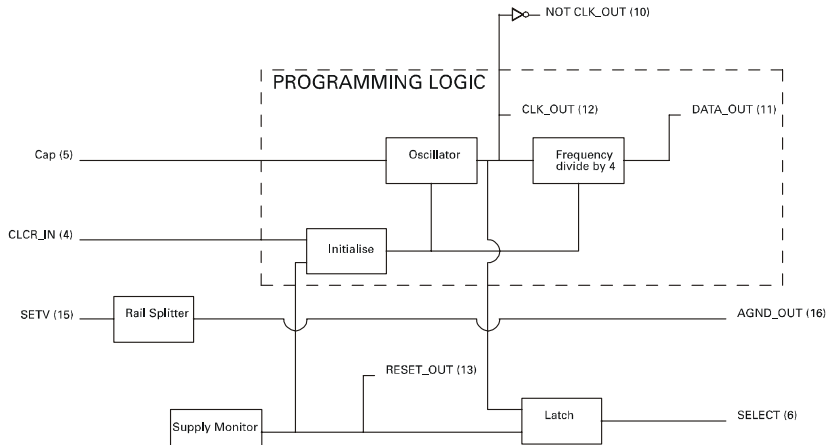 NOT CLK_OUT (10)
PROGRAMMING LOGIC
CLK_OUT (12)
DATA_OUT (11)
Cap (5)
Oscillator
Frequency
divide by 4
CLCR_IN (4)
Initialise
SETV (15)
Rail Splitter
AGND_OUT (16)
RESET_OUT (13)
Supply Monitor
Latch
SELECT (6)